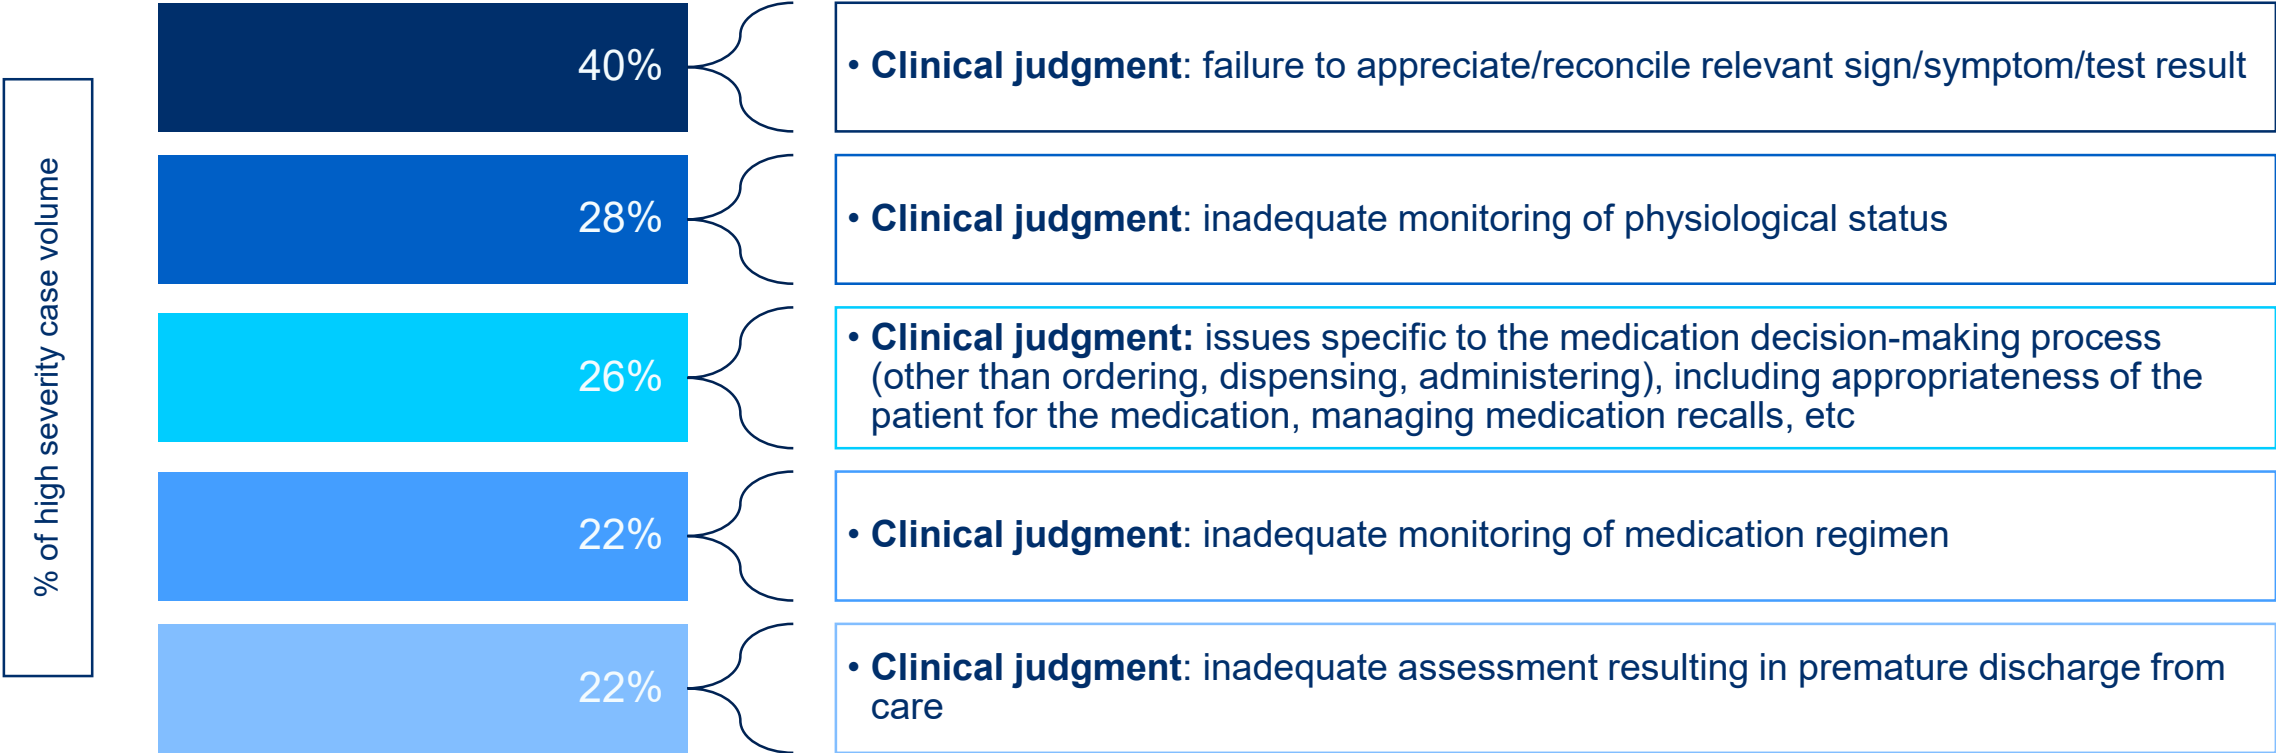 % of high severity case volume
40%
• Clinical judgment: failure to appreciate/reconcile relevant sign/symptom/test result
28%
• Clinical judgment: inadequate monitoring of physiological status
26%
• Clinical judgment: issues specific to the medication decision-making process
(other than ordering, dispensing, administering), including appropriateness of the
patient for the medication, managing medication recalls, etc
22%
• Clinical judgment: inadequate monitoring of medication regimen
22%
• Clinical judgment: inadequate assessment resulting in premature discharge from
care